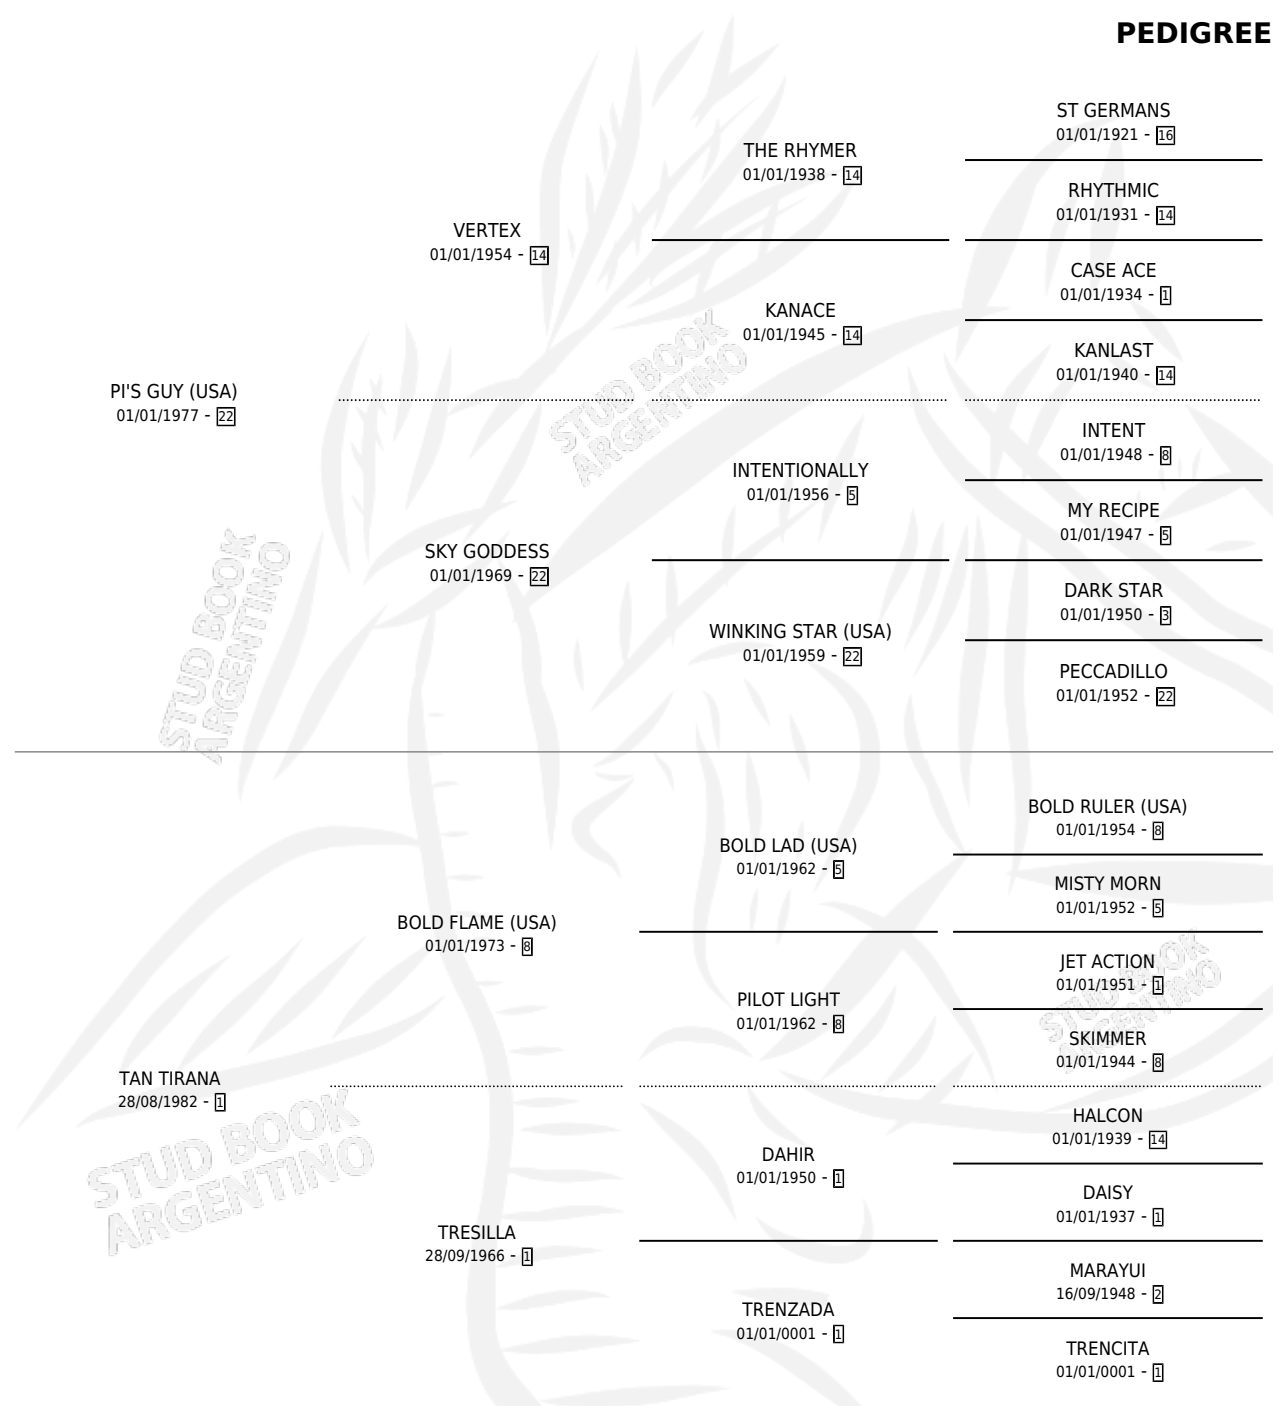 PEDIGREE
ST GERMANS
01/01/1921 - 16
THE RHYMER
01/01/1938 - 14
RHYTHMIC
01/01/1931 - 14
VERTEX
01/01/1954 - 14
CASE ACE
01/01/1934 - 1
KANACE
01/01/1945 - 14
KANLAST
01/01/1940 - 14
PI'S GUY (USA)
01/01/1977 - 22
INTENT
01/01/1948 - 8
INTENTIONALLY
01/01/1956 - 5
MY RECIPE
01/01/1947 - 5
SKY GODDESS
01/01/1969 - 22
DARK STAR
01/01/1950 - 3
WINKING STAR (USA)
01/01/1959 - 22
PECCADILLO
01/01/1952 - 22
BOLD RULER (USA)
01/01/1954 - 8
BOLD LAD (USA)
01/01/1962 - 5
MISTY MORN
01/01/1952 - 5
BOLD FLAME (USA)
01/01/1973 - 8
JET ACTION
01/01/1951 - 1
PILOT LIGHT
01/01/1962 - 8
SKIMMER
01/01/1944 - 8
TAN TIRANA
28/08/1982 - 1
HALCON
01/01/1939 - 14
DAHIR
01/01/1950 - 1
DAISY
01/01/1937 - 1
TRESILLA
28/09/1966 - 1
MARAYUI
16/09/1948 - 2
TRENZADA
01/01/0001 - 1
TRENCITA
01/01/0001 - 1
STUD BOOK
ARGENTINO
STUD BOOK
ARGENTINO
STUD BOOK
ARGENTINO
STUD BOOK
ARGENTINO